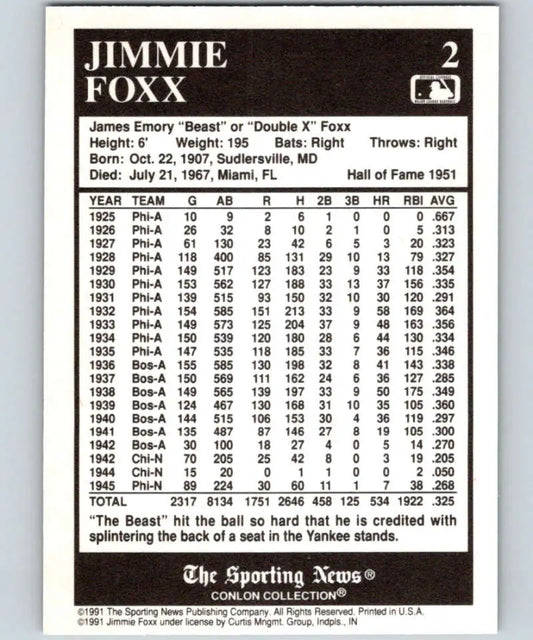 JIMMIE
FOXX
2
James Emory "Beast" or "Double X" Foxx
Height: 6' Weight: 195 Bats: Right Throws: Right
Born: Oct. 22, 1907, Sudlersville, MD
Died: July 21, 1967, Miami, FL Hall of Fame 1951
YEAR TEAM G AB R H 2B 3B HR RBI AVG
1925 Phi-A 10 9 2 6 1 0 0 0 .667
1926 Phi-A 26 32 8 10 2 1 0 5 .313
1927 Phi-A 61 130 23 42 6 5 3 20 .323
1928 Phi-A 118 400 85 131 29 10 13 79 .327
1929 Phi-A 149 517 123 183 23 9 33 118 .354
1930 Phi-A 153 562 127 188 33 13 37 156 .335
1931 Phi-A 139 515 93 150 32 10 30 120 .291
1932 Phi-A 154 585 151 213 33 9 58 169 364
1933 Phi-A 149 573 125 204 37 9 48 163 .356
1934 Phi-A 150 539 120 180 28 6 44 130 .334
1935 Phi-A 147 535 118 185 33 7 36 115 .346
1936 Bos-A 155 585 130 198 32 8 41 143 .338
1937 Bos-A 150 569 111 162 24 6 36 127 .285
1938 Bos-A 149 565 139 197 33 9 50 175 .349
1939 Bos-A 124 467 130 168 31 10 35 105 .360
1940 Bos-A 144 515 106 153 30 4 36 119 .297
1941 Bos-A 135 487 87 146 27 8 19 105 .300
1942 Bos-A 30 100 18 27 4 0 5 14 .270
1942 Chi-N 70 205 25 42 8 0 3 19 .205
1944 Chi-N 15 20 0 1 1 0 0 2 .050
1945 Phi-N 89 224 30 60 11 1 7 38 .268
TOTAL 2317 8134 1751 2646 458 125 534 1922 .325
"The Beast" hit the ball so hard that he is credited with
splintering the back of a seat in the Yankee stands.
The Sporting News®
CONLON COLLECTION®
©1991 The Sporting News Publishing Company. All Rights Reserved. Printed in U.S.A.
©1991 Jimmie Foxx under license by Curtis Mngmt. Group, Indpls., IN